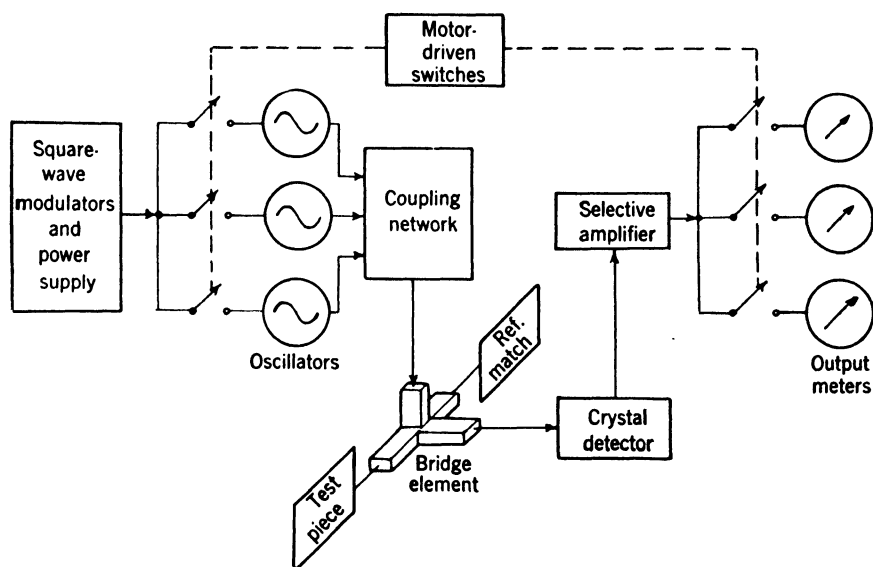 Motor-
driven
switches
Square-
wave
modulators
and
power
supply
Coupling
network
Selective
amplifier
Oscillators
Output
meters
Ref.
match
Crystal
detector
Bridge
element
Test
piece